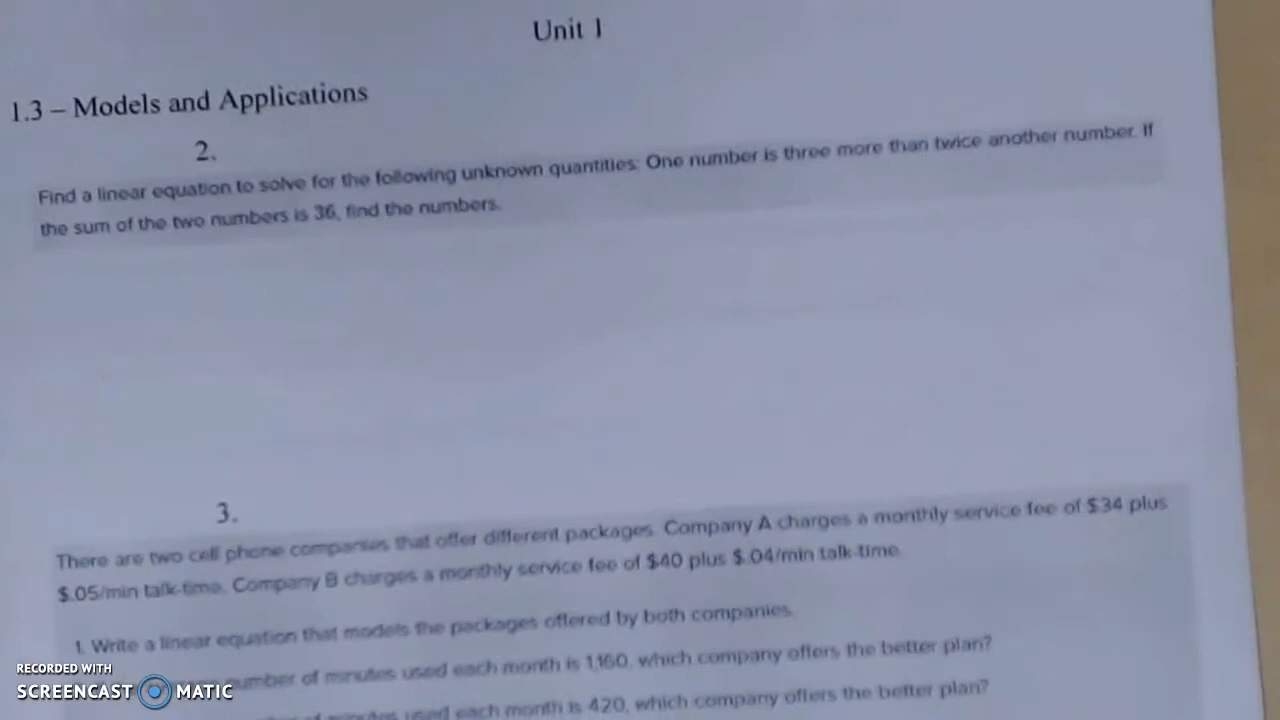 Unit 1
1.3 – Models and Applications
2.
Find a linear equation to solve for the following unknown quantities: One number is three more than twice another number. If
the sum of the two numbers is 36, find the numbers.
3.
There are two cell phone companies that offer different packages. Company A charges a monthly service fee of $34 plus
$.05/min talk-time. Company B charges a monthly service fee of $40 plus $.04/min talk-time.
1. Write a linear equation that models the packages offered by both companies.
number of minutes used each month is 1,160, which company offers the better plan?
of minutes used each month is 420, which company offers the better plan?
RECORDED WITH
SCREENCAST MATIC